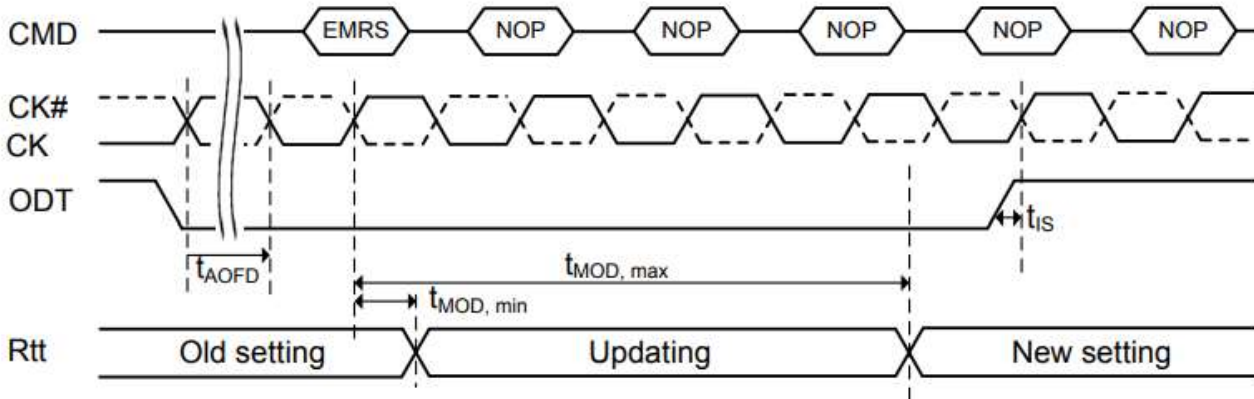 CMD EMRS NOP NOP NOP NOP NOP
CK#
CK
ODT
tIS
tAOFD
tMOD, max
tMOD, min
Rtt Old setting Updating New setting